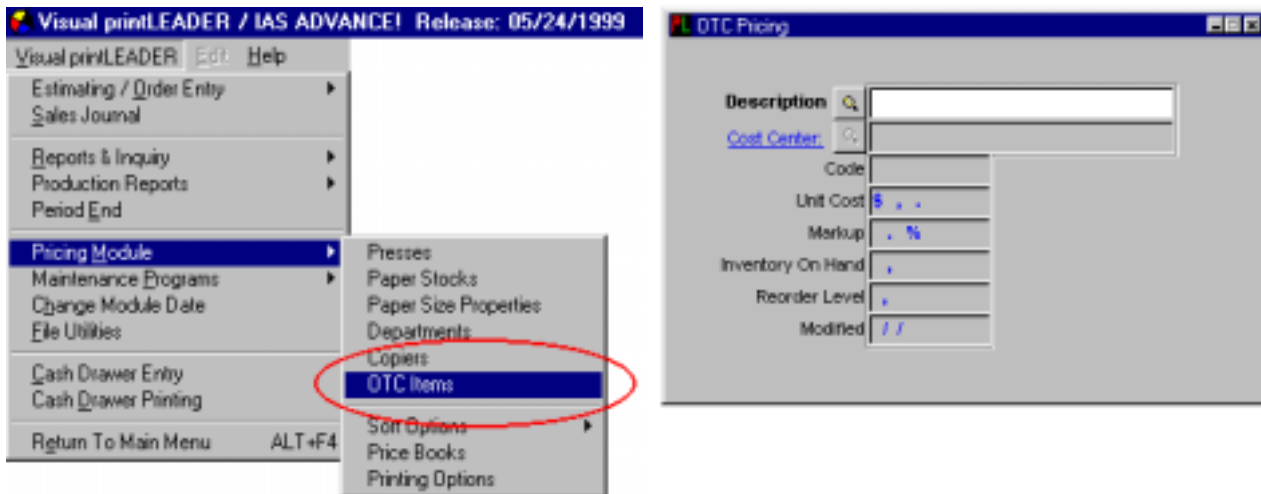 Visual printLEADER / IAS ADVANCE! Release: 05/24/1999
Visual printLEADER Edit Help
Estimating / Order Entry
Sales Journal
Reports & Inquiry
Production Reports
Period End
Pricing Module
Maintenance Programs
Change Module Date
File Utilities
Cash Drawer Entry
Cash Drawer Printing
Return To Main Menu ALT+F4
Presses
Paper Stocks
Paper Size Properties
Departments
Copiers
OTC Items
Sort Options
Price Books
Printing Options
PL OTC Pricing
Description
Cost Center:
Code
Unit Cost $ , .
Markup . %
Inventory On Hand ,
Reorder Level ,
Modified / /